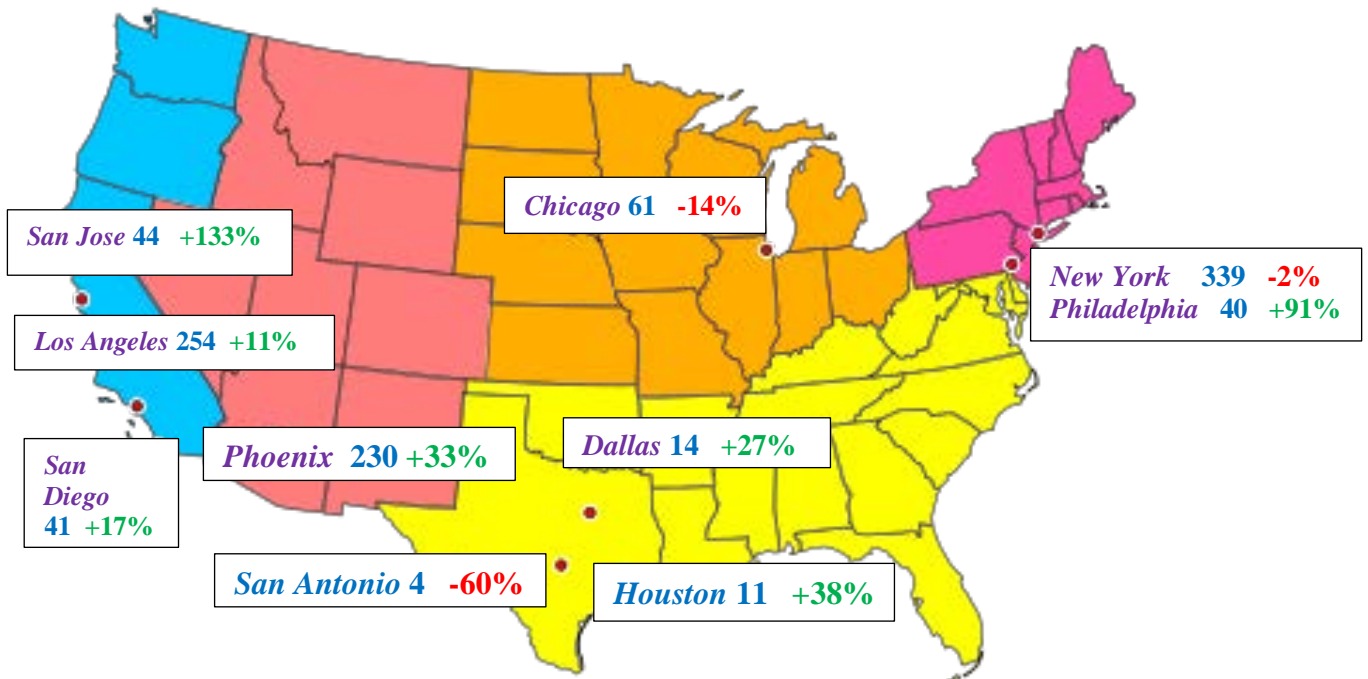 Chicago 61 -14%
San Jose 44 +133%
New York 339 -2%
Philadelphia 40 +91%
Los Angeles 254 +11%
Phoenix 230 +33%
Dallas 14 +27%
San
Diego
41 +17%
San Antonio 4 -60%
Houston 11 +38%